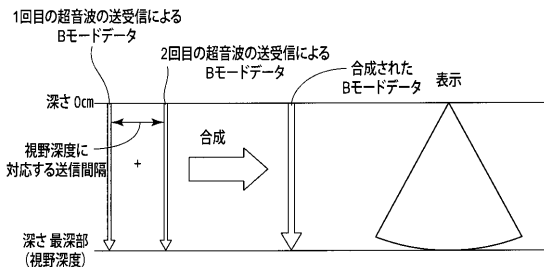 1回目の超音波の送受信による
Bモードデータ
2回目の超音波の送受信による
Bモードデータ
合成された
Bモードデータ
表示
深さ 0cm
視野深度に
対応する送信間隔
+
合成
深さ 最深部
(視野深度)